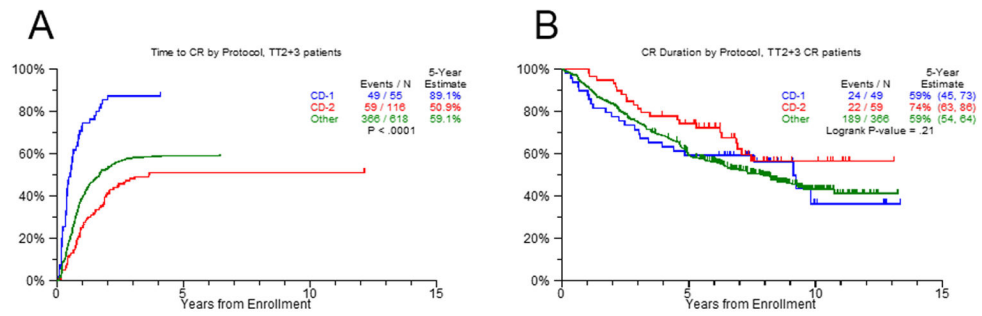 A
Time to CR by Protocol, TT2+3 patients
5-Year
Events / N Estimate
CD-1 49 / 55 89.1%
CD-2 59 / 116 50.9%
Other 366 / 618 59.1%
P < .0001
100%
80%
60%
40%
20%
0%
0 5 10 15
Years from Enrollment
B
CR Duration by Protocol, TT2+3 CR patients
5-Year
Events / N Estimate
CD-1 24 / 49 59% (45, 73)
CD-2 22 / 59 74% (63, 86)
Other 189 / 366 59% (54, 64)
Logrank P-value = .21
100%
80%
60%
40%
20%
0%
0 5 10 15
Years from Enrollment